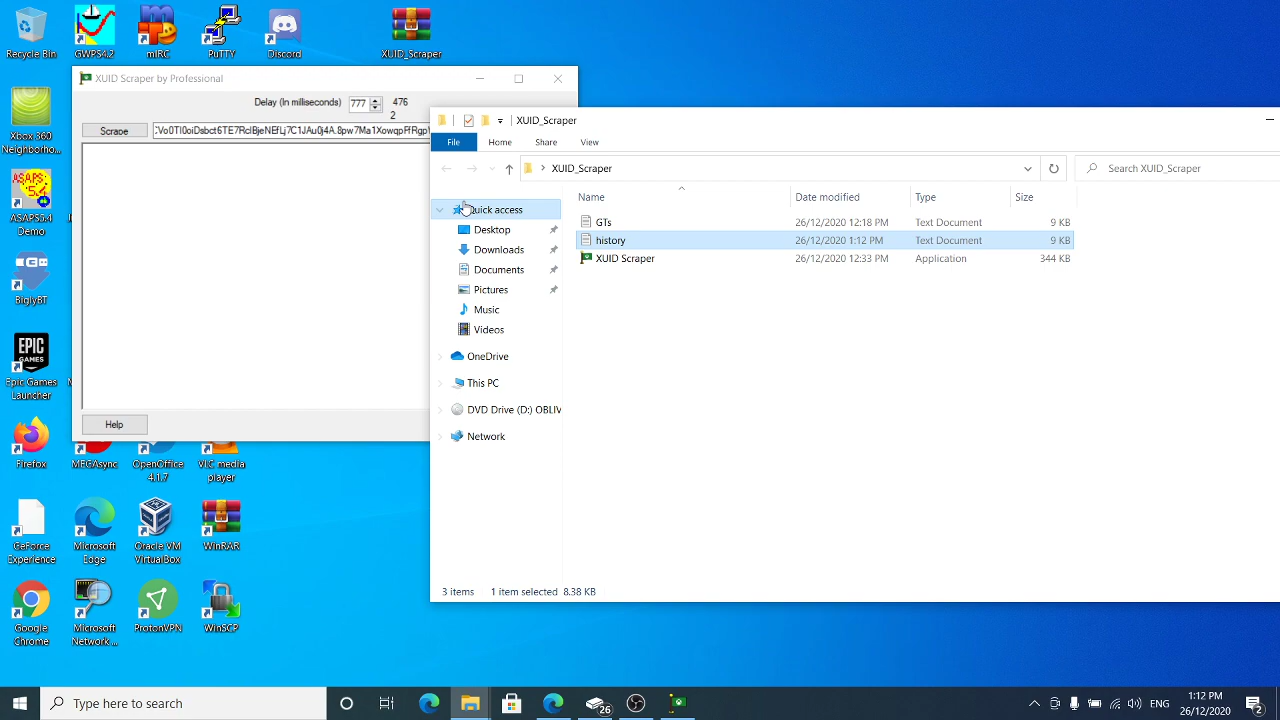 Recycle Bin
GWPS4.2
mIRC
PuTTY
Discord
XUID_Scraper
XUID Scraper by Professional
Delay (In milliseconds)
777
476
2
Scrape
Help
XUID_Scraper
File
Home
Share
View
XUID_Scraper
Search XUID_Scraper
Name
Date modified
Type
Size
GTs
26/12/2020 12:18 PM
Text Document
9 KB
history
26/12/2020 1:12 PM
Text Document
9 KB
XUID Scraper
26/12/2020 12:33 PM
Application
344 KB
Quick access
Desktop
Downloads
Documents
Pictures
Music
Videos
OneDrive
This PC
DVD Drive (D:) OBLIV
Network
3 items
1 item selected 8.38 KB
Xbox 360
Neighborho...
ASAPS5.4
Demo
BiglyBT
Epic Games
Launcher
Firefox
MEGAsync
OpenOffice
4.1.7
VLC media
player
GeForce
Experience
Microsoft
Edge
Oracle VM
VirtualBox
WinRAR
Google
Chrome
Microsoft
Network ...
ProtonVPN
WinSCP
Type here to search
26
1:12 PM
26/12/2020
2